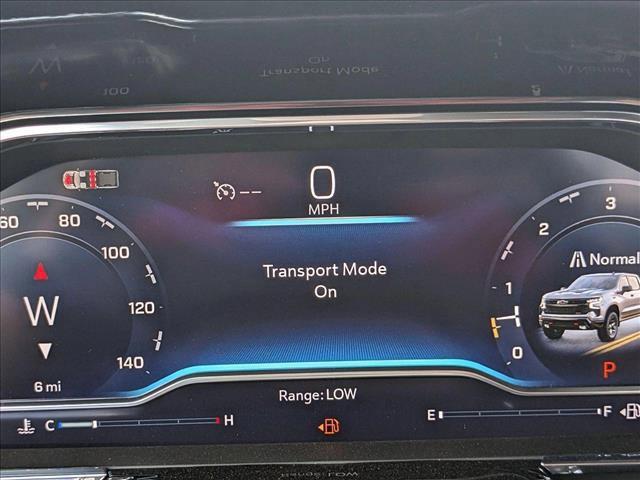 0
MPH
--
60
80
100
120
140
W
6 mi
Transport Mode
On
3
2
1
0
Normal
P
Range: LOW
C
H
E
F